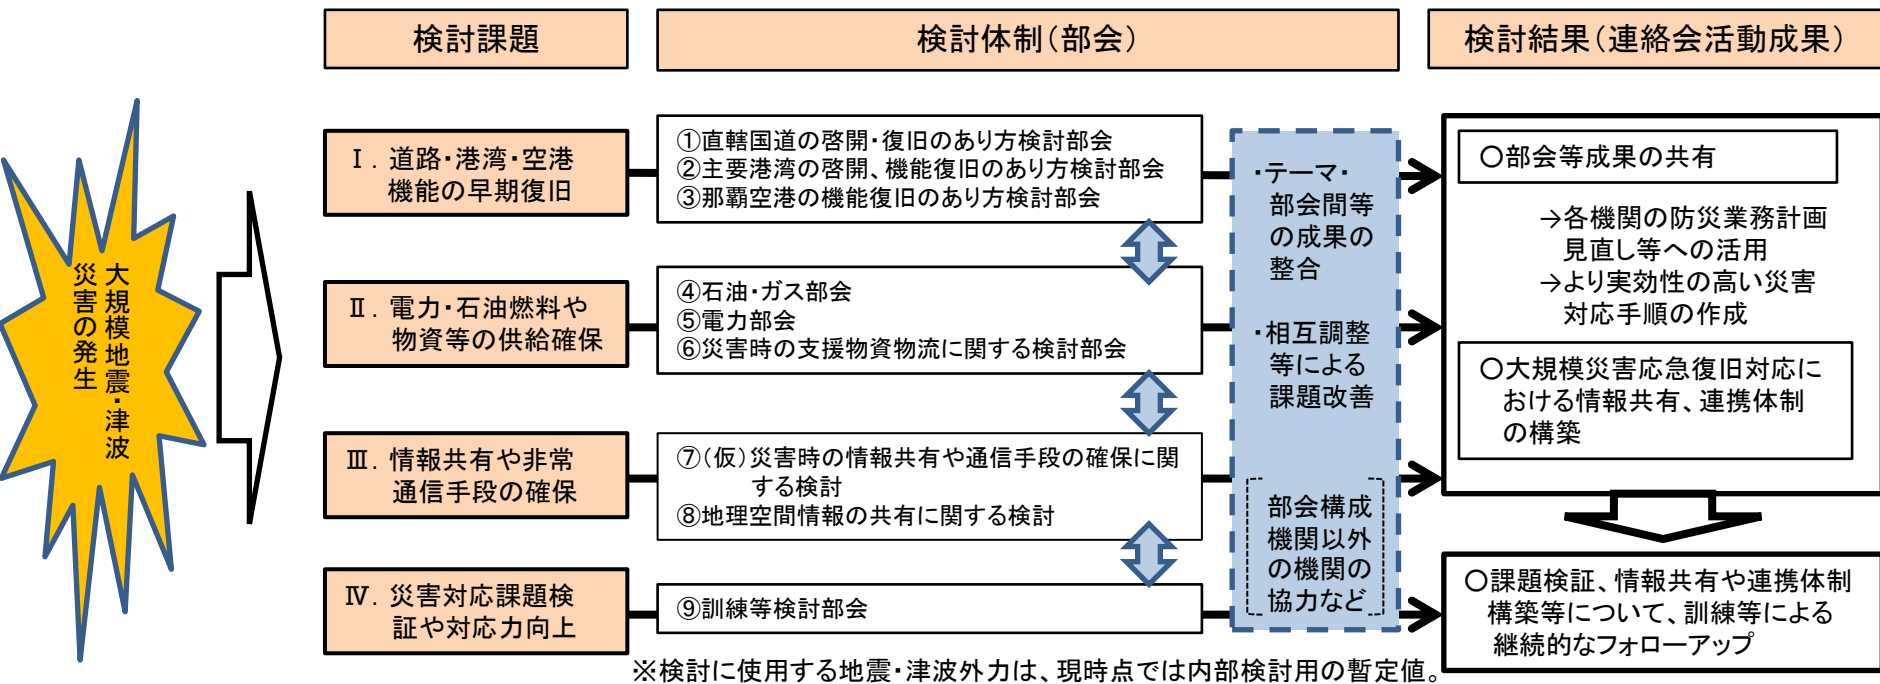 検討課題
検討体制(部会)
検討結果(連絡会活動成果)
大規模地震・津波
災害の発生
Ⅰ. 道路・港湾・空港
機能の早期復旧
①直轄国道の啓開・復旧のあり方検討部会
②主要港湾の啓開、機能復旧のあり方検討部会
③那覇空港の機能復旧のあり方検討部会
Ⅱ. 電力・石油燃料や
物資等の供給確保
④石油・ガス部会
⑤電力部会
⑥災害時の支援物資物流に関する検討部会
Ⅲ. 情報共有や非常
通信手段の確保
⑦(仮)災害時の情報共有や通信手段の確保に関
する検討
⑧地理空間情報の共有に関する検討
Ⅳ. 災害対応課題検
証や対応力向上
⑨訓練等検討部会
・テーマ・
部会間等
の成果の
整合
・相互調整
等による
課題改善
部会構成
機関以外
の機関の
協力など
○部会等成果の共有
→各機関の防災業務計画
見直し等への活用
→より実効性の高い災害
対応手順の作成
○大規模災害応急復旧対応に
おける情報共有、連携体制
の構築
○課題検証、情報共有や連携体制
構築等について、訓練等による
継続的なフォローアップ
※検討に使用する地震・津波外力は、現時点では内部検討用の暫定値。